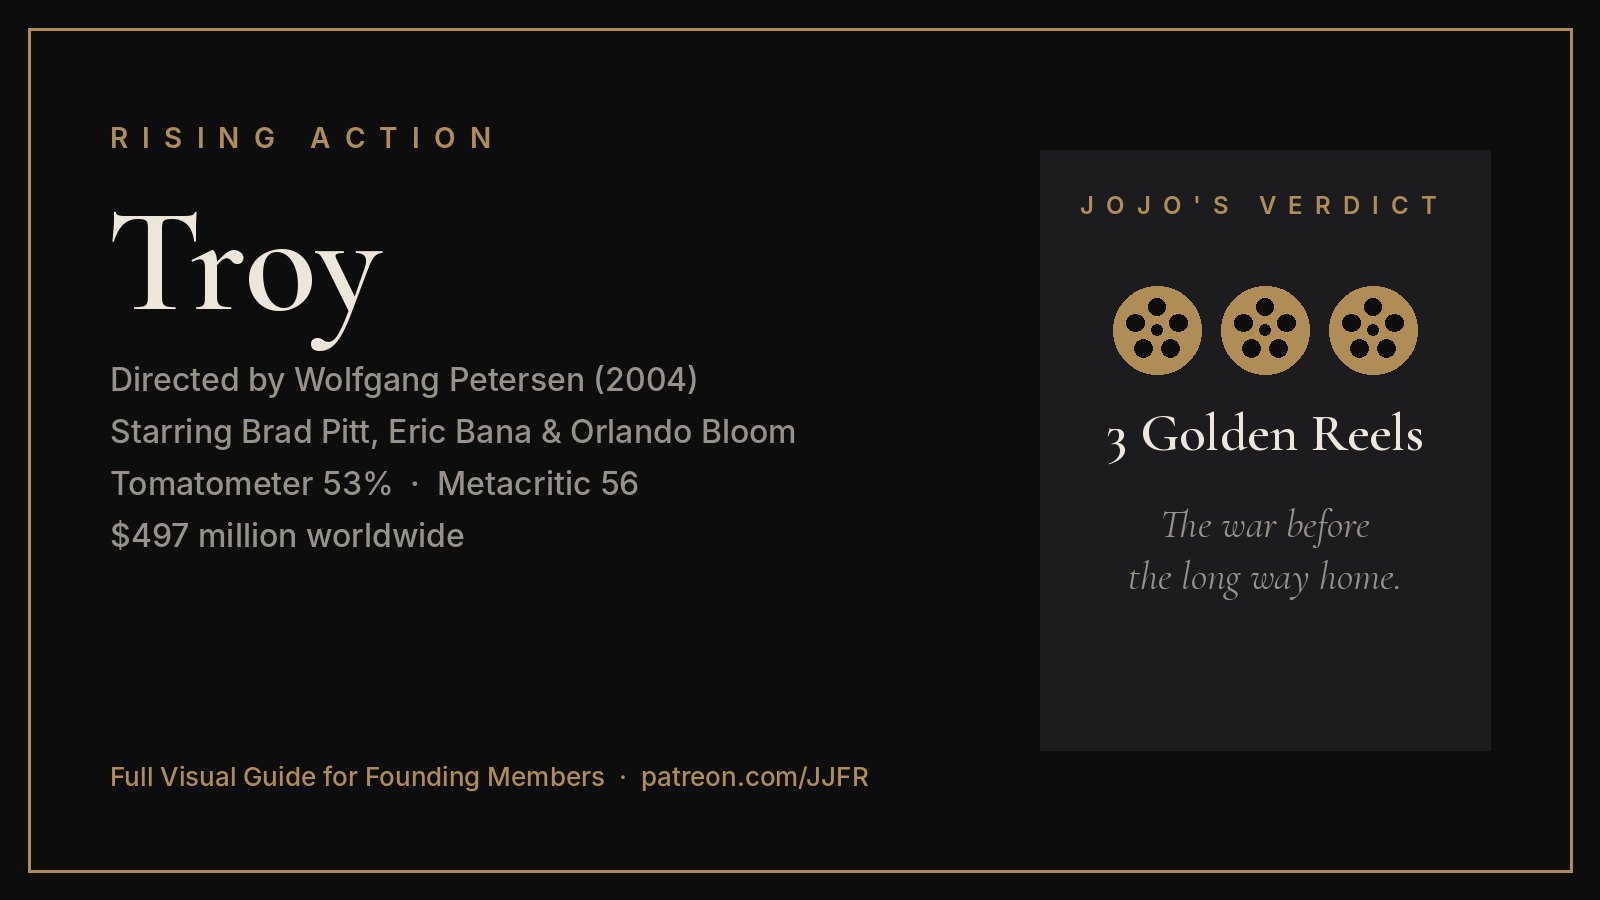 RISING ACTION
Troy
Directed by Wolfgang Petersen (2004)
Starring Brad Pitt, Eric Bana & Orlando Bloom
Tomatometer 53% · Metacritic 56
$497 million worldwide
Full Visual Guide for Founding Members · patreon.com/JJFR
JOJO'S VERDICT
3 Golden Reels
The war before
the long way home.